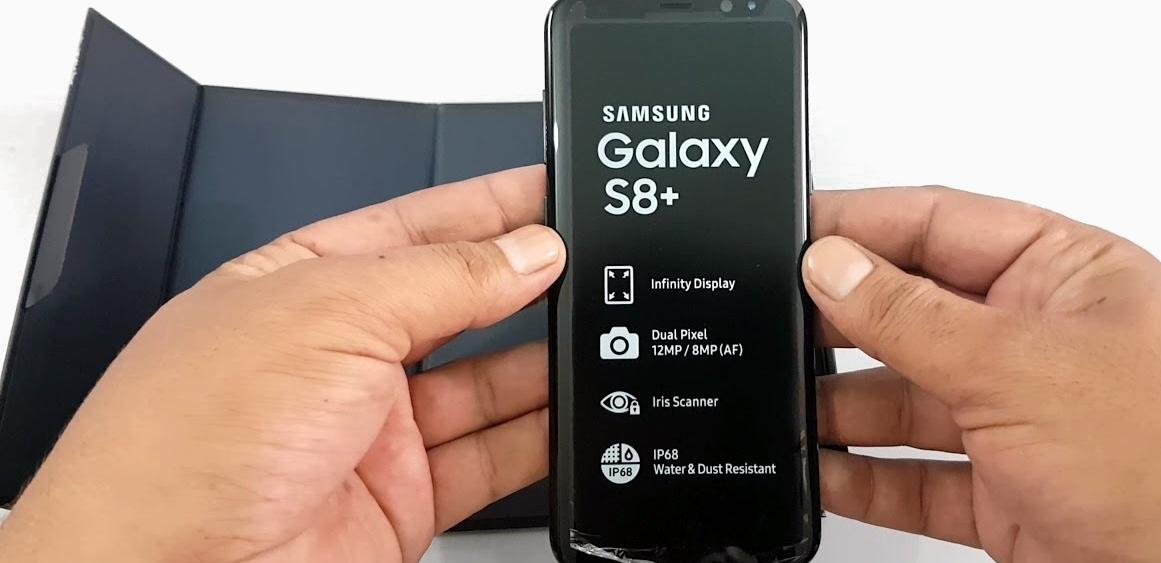 SAMSUNG
Galaxy
S8+
Infinity Display
Dual Pixel
12MP / 8MP (AF)
Iris Scanner
IP68
IP68
Water & Dust Resistant